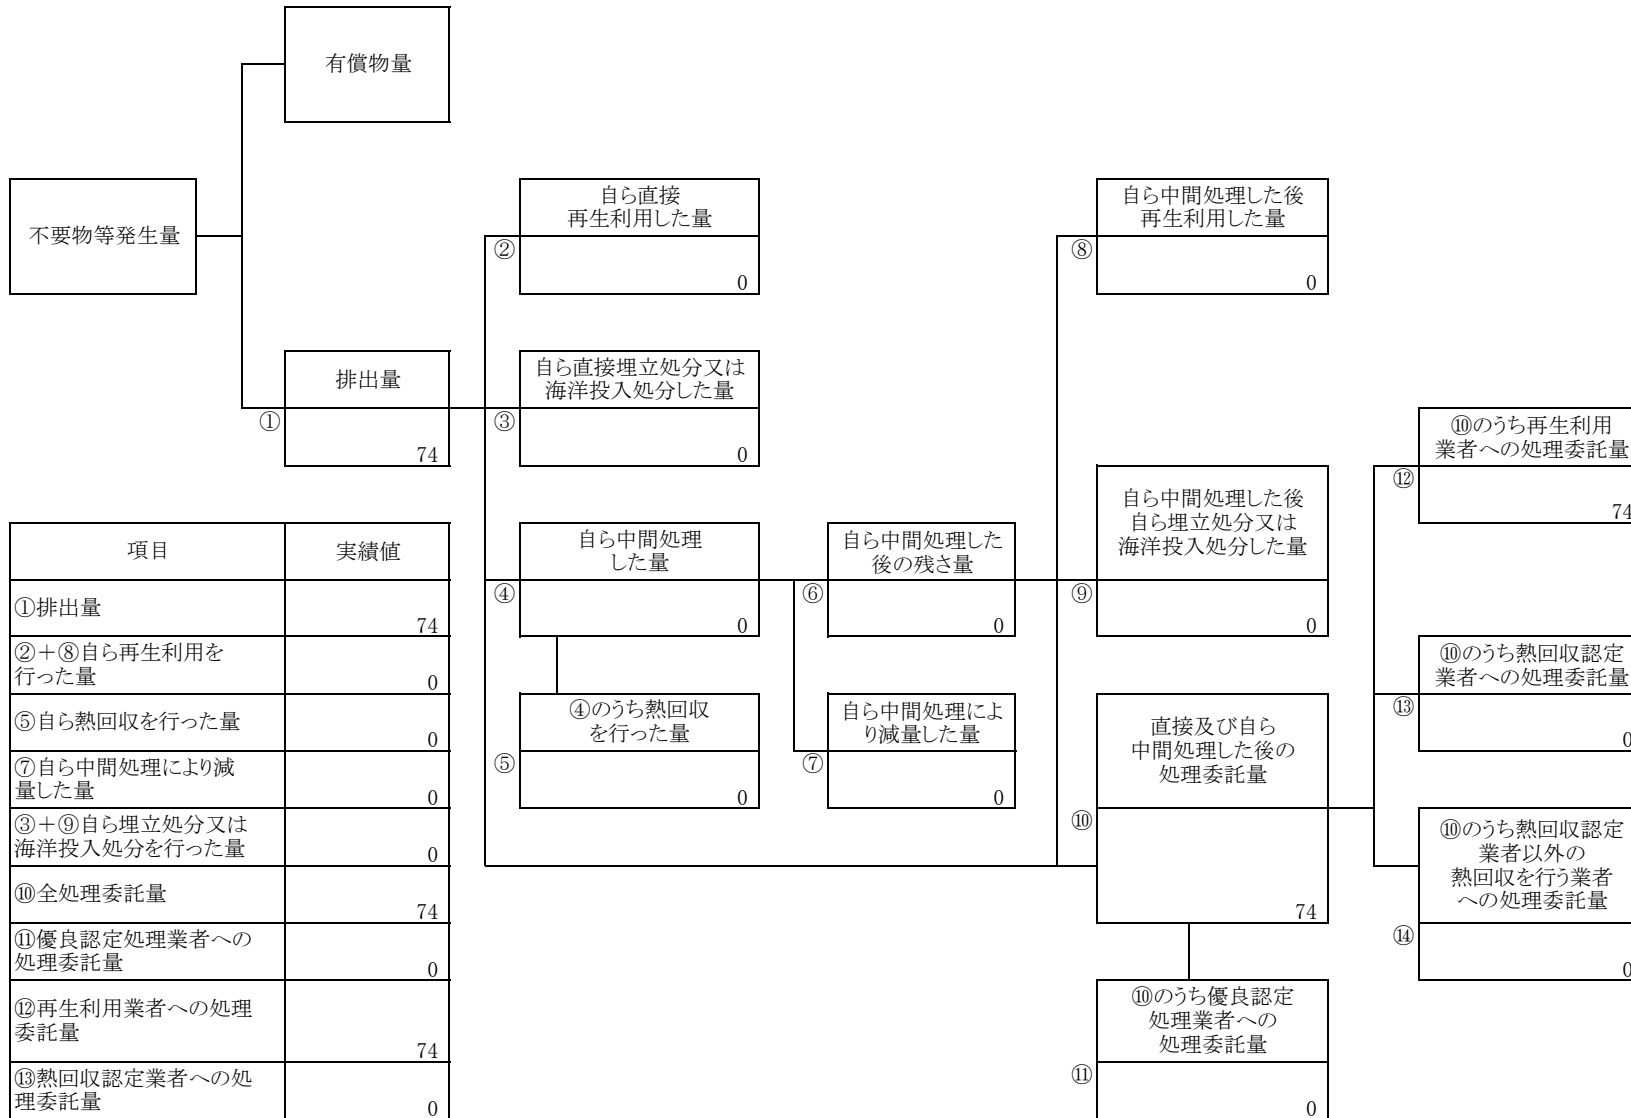 有償物量
不要物等発生量
自ら直接
再生利用した量
②
0
自ら中間処理した後
再生利用した量
⑧
0
排出量
①
74
自ら直接埋立処分又は
海洋投入処分した量
③
0
⑩のうち再生利用
業者への処理委託量
⑫
74
自ら中間処理
した量
④
0
自ら中間処理した
後の残さ量
⑥
0
自ら中間処理した後
自ら埋立処分又は
海洋投入処分した量
⑨
0
④のうち熱回収
を行った量
⑤
0
自ら中間処理によ
り減量した量
⑦
0
直接及び自ら
中間処理した後の
処理委託量
⑩
74
⑩のうち熱回収認定
業者への処理委託量
⑬
0
⑩のうち熱回収認定
業者以外の
熱回収を行う業者
への処理委託量
⑭
0
⑩のうち優良認定
処理業者への
処理委託量
⑪
0
項目 実績値
①排出量
74
②+⑧自ら再生利用を
行った量
0
⑤自ら熱回収を行った量
0
⑦自ら中間処理により減
量した量
0
③+⑨自ら埋立処分又は
海洋投入処分を行った量
0
⑩全処理委託量
74
⑪優良認定処理業者への
処理委託量
0
⑫再生利用業者への処理
委託量
74
⑬熱回収認定業者への処
理委託量
0